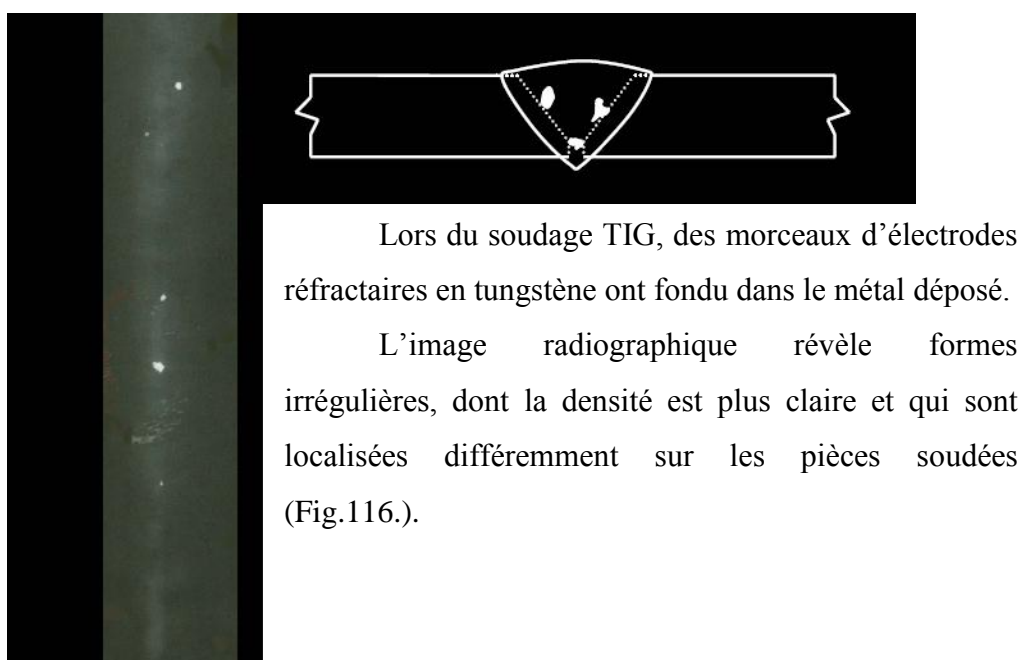 Lors du soudage TIG, des morceaux d’électrodes
réfractaires en tungstène ont fondu dans le métal déposé.
L’image radiographique révèle formes
irrégulières, dont la densité est plus claire et qui sont
localisées différemment sur les pièces soudées
(Fig.116.).